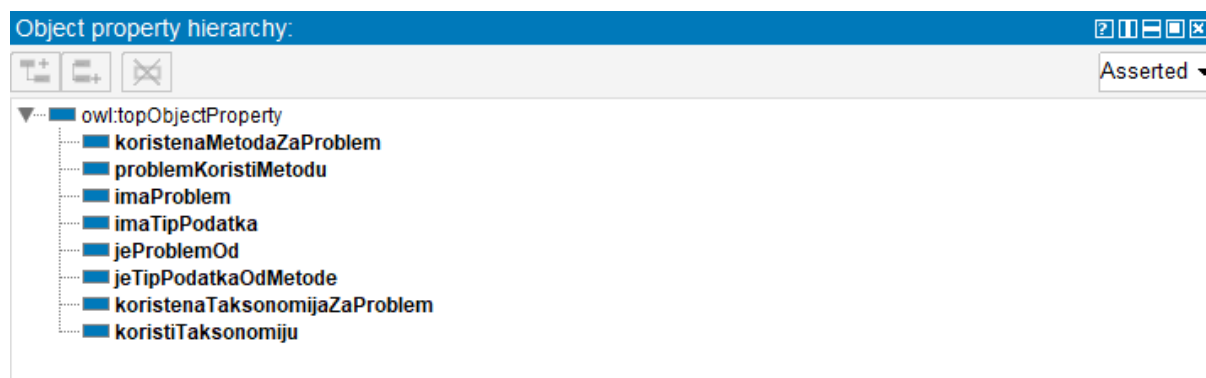 Object property hierarchy:
Asserted
owl:topObjectProperty
koristenaMetodaZaProblem
problemKoristiMetodu
imaProblem
imaTipPodatka
jeProblemOd
jeTipPodatkaOdMetode
koristenaTaksonomijaZaProblem
koristiTaksonomiju